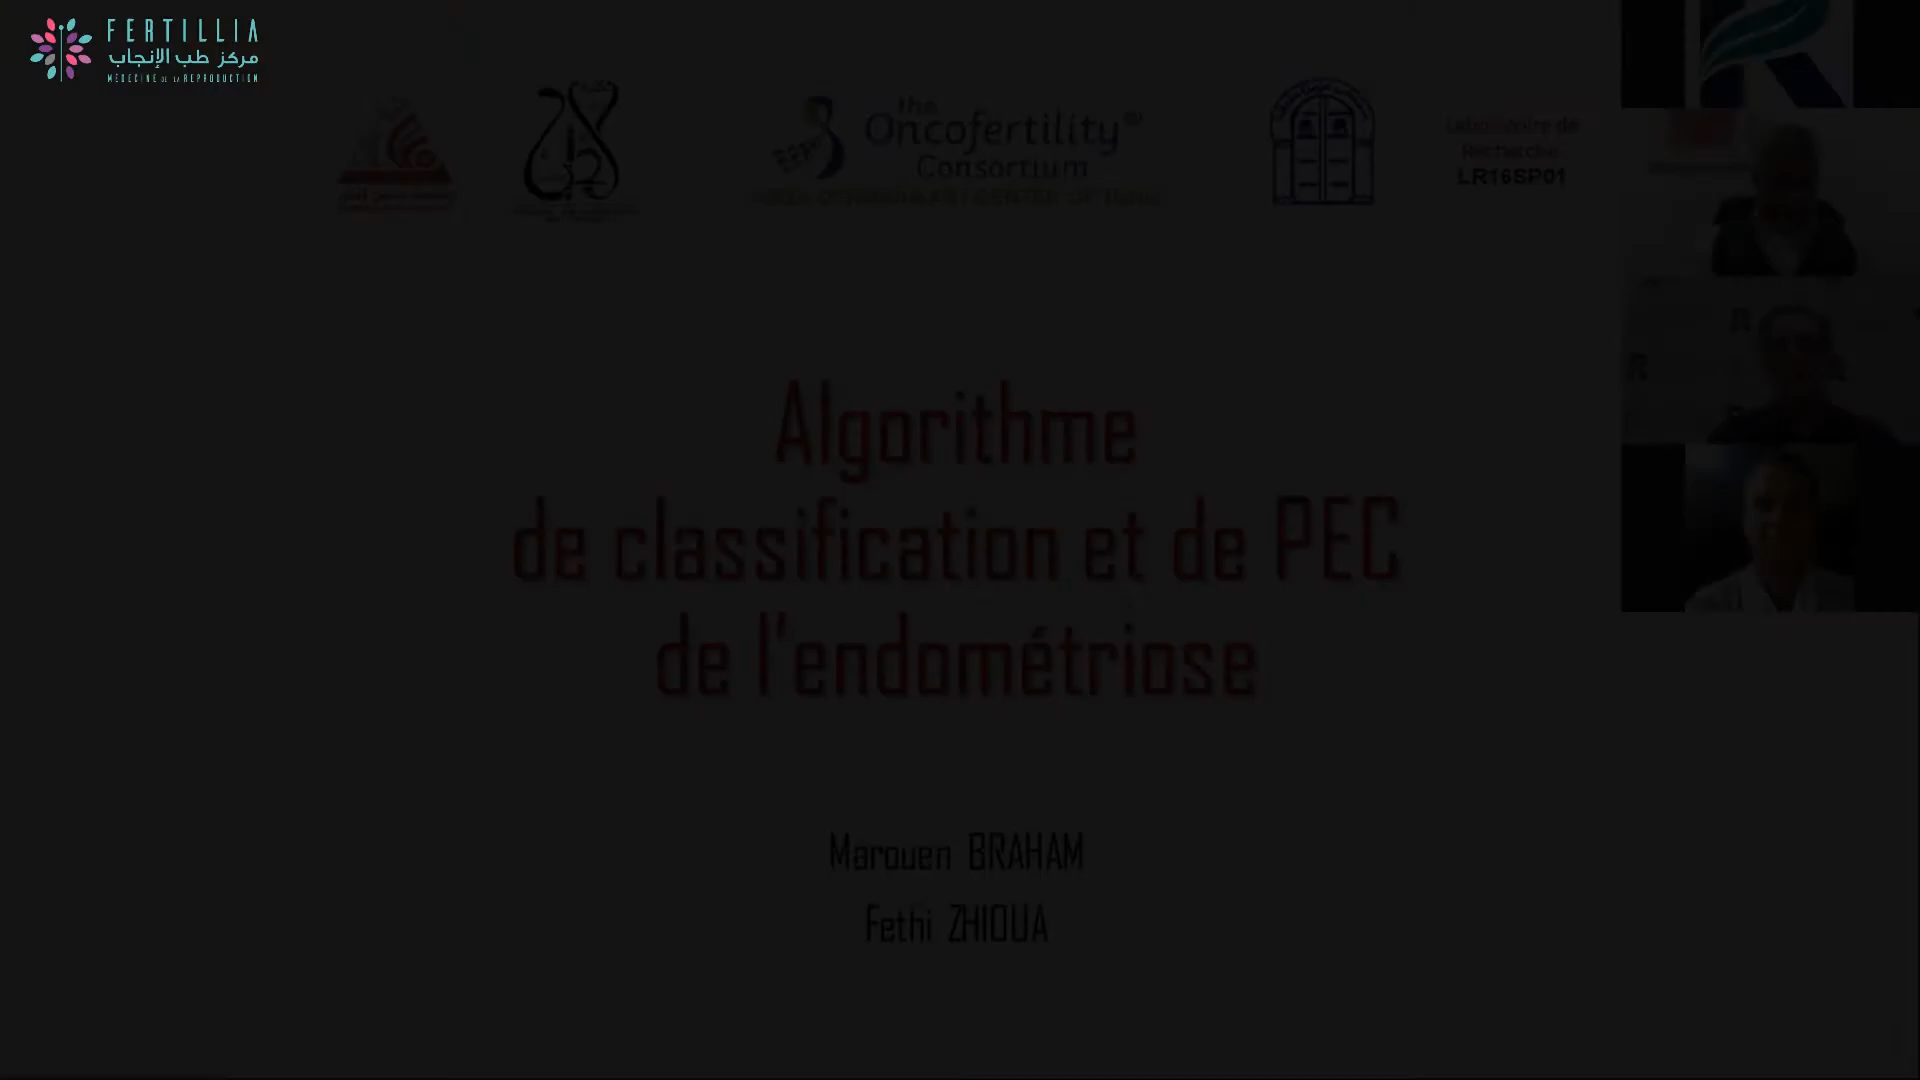 FERTILLIA
مركز طب الإنجاب
MÉDECINE DE LA REPRODUCTION
the
Oncofertility®
Consortium
Laboratoire de
Recherche
LR16SP01
Algorithme
de classification et de PEC
de l'endométriose
Marouen BRAHAM
Fethi ZHIOUA